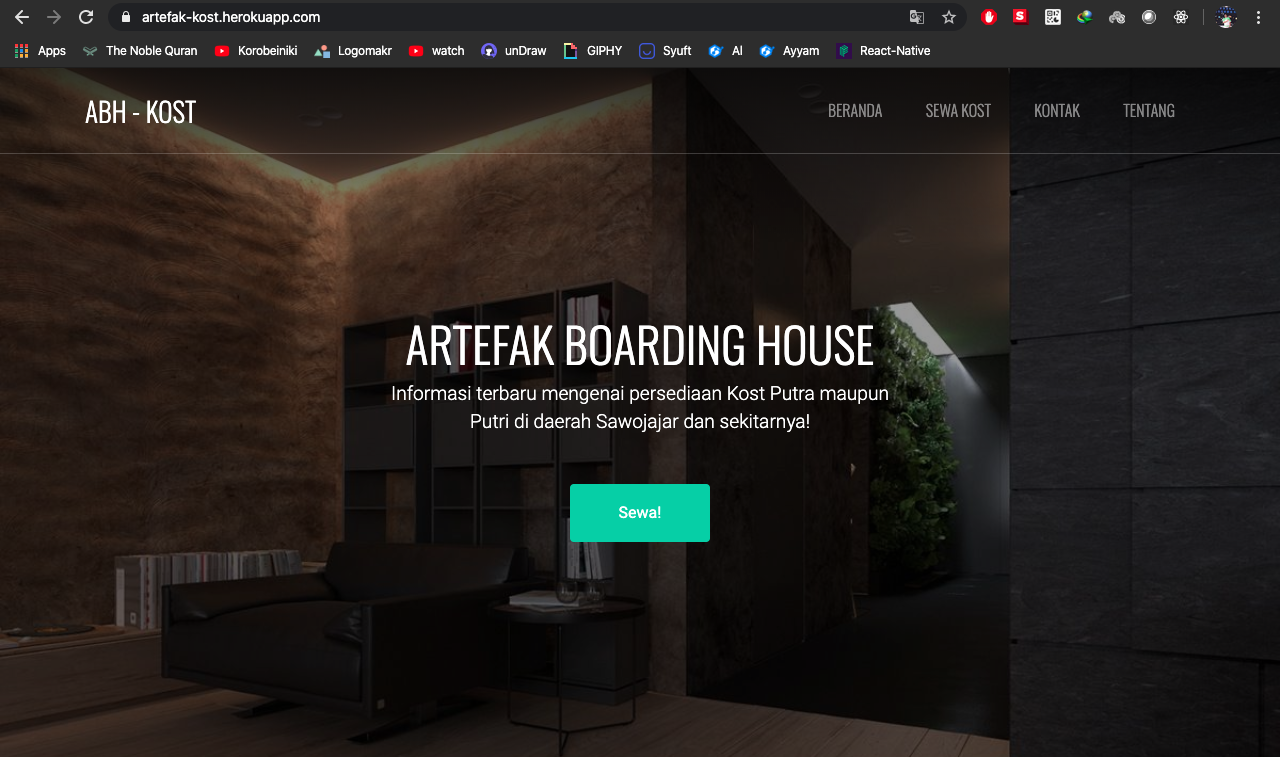 artefak-kost.herokuapp.com
Apps The Noble Quran Korobeiniki Logomakr watch unDraw GIPHY Syuft AI Ayyam React-Native
ABH - KOST BERANDA SEWA KOST KONTAK TENTANG
ARTEFAK BOARDING HOUSE
Informasi terbaru mengenai persediaan Kost Putra maupun
Putri di daerah Sawojajar dan sekitarnya!
Sewa!